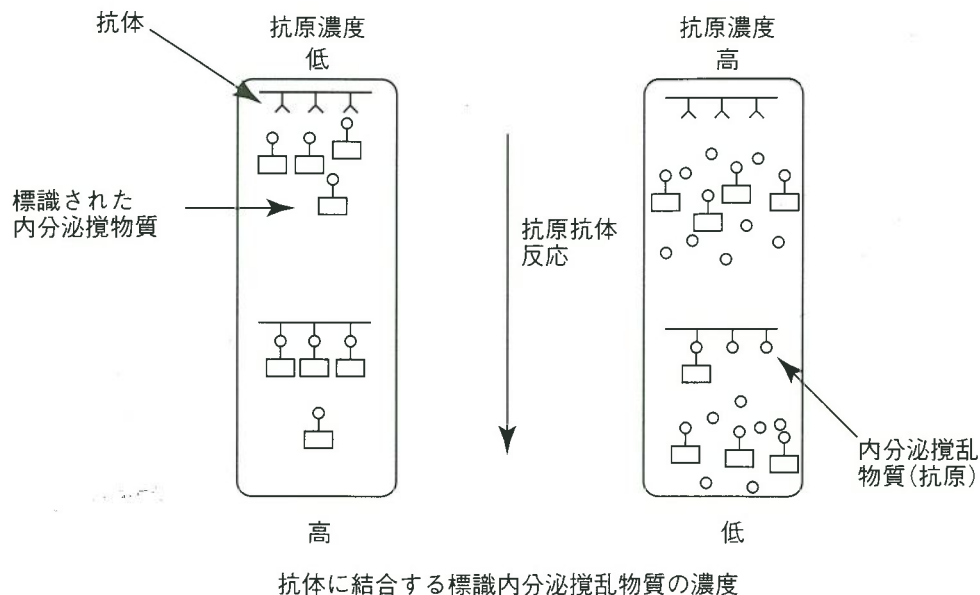 抗体
抗原濃度
低
抗原濃度
高
標識された
内分泌撹物質
抗原抗体
反応
内分泌撹乱
物質(抗原)
高
低
抗体に結合する標識内分泌撹乱物質の濃度